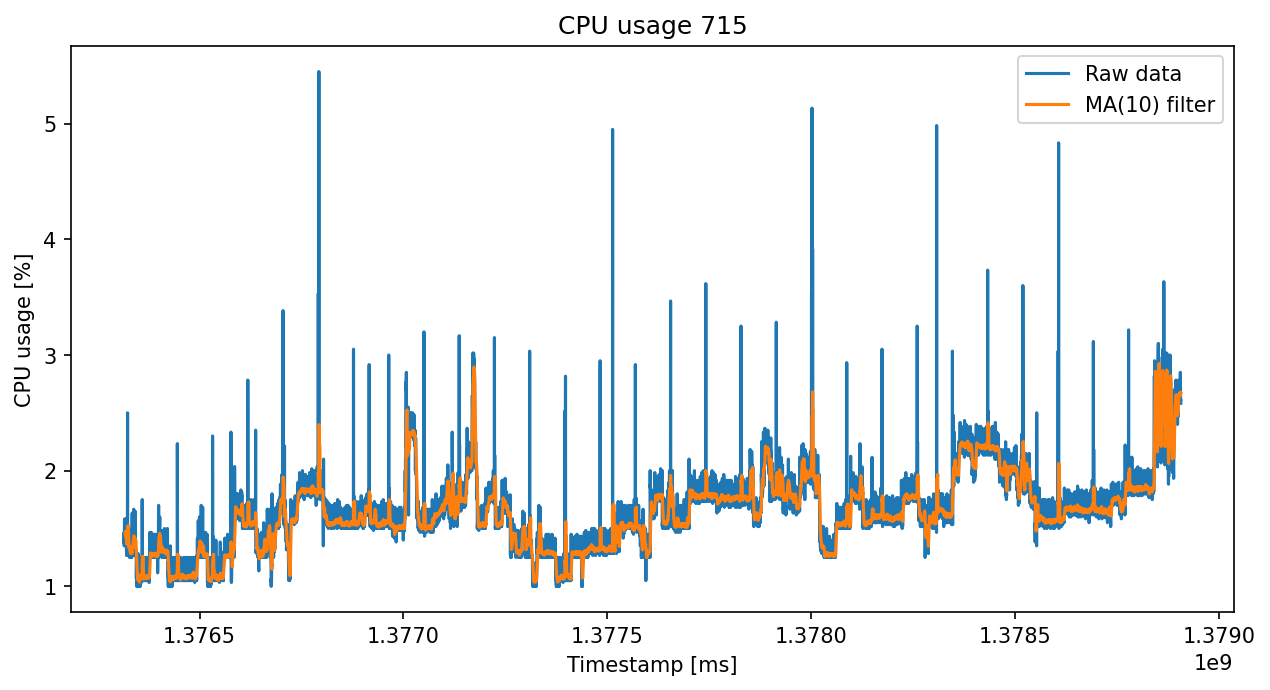 CPU usage 715
Raw data
MA(10) filter
CPU usage [%]
5
4
3
2
1
1.3765 1.3770 1.3775 1.3780 1.3785 1.3790
1e9
Timestamp [ms]